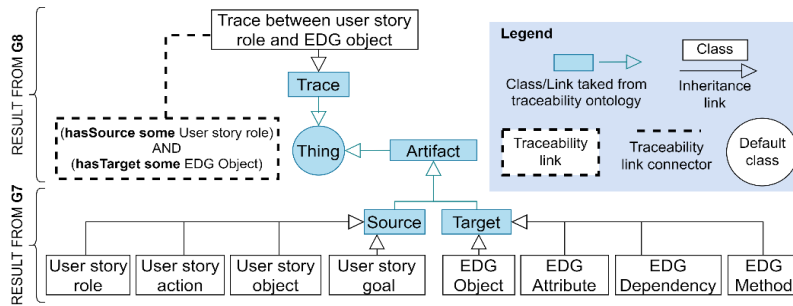 RESULT FROM G8
Trace between user story
role and EDG object
Trace
(hasSource some User story role)
AND
(hasTarget some EDG Object)
Thing
Artifact
Legend
Class/Link taked from
traceability ontology
Class
Inheritance
link
Traceability
link
Traceability
link connector
Default
class
RESULT FROM G7
Source
Target
User story
role
User story
action
User story
object
User story
goal
EDG
Object
EDG
Attribute
EDG
Dependency
EDG
Method